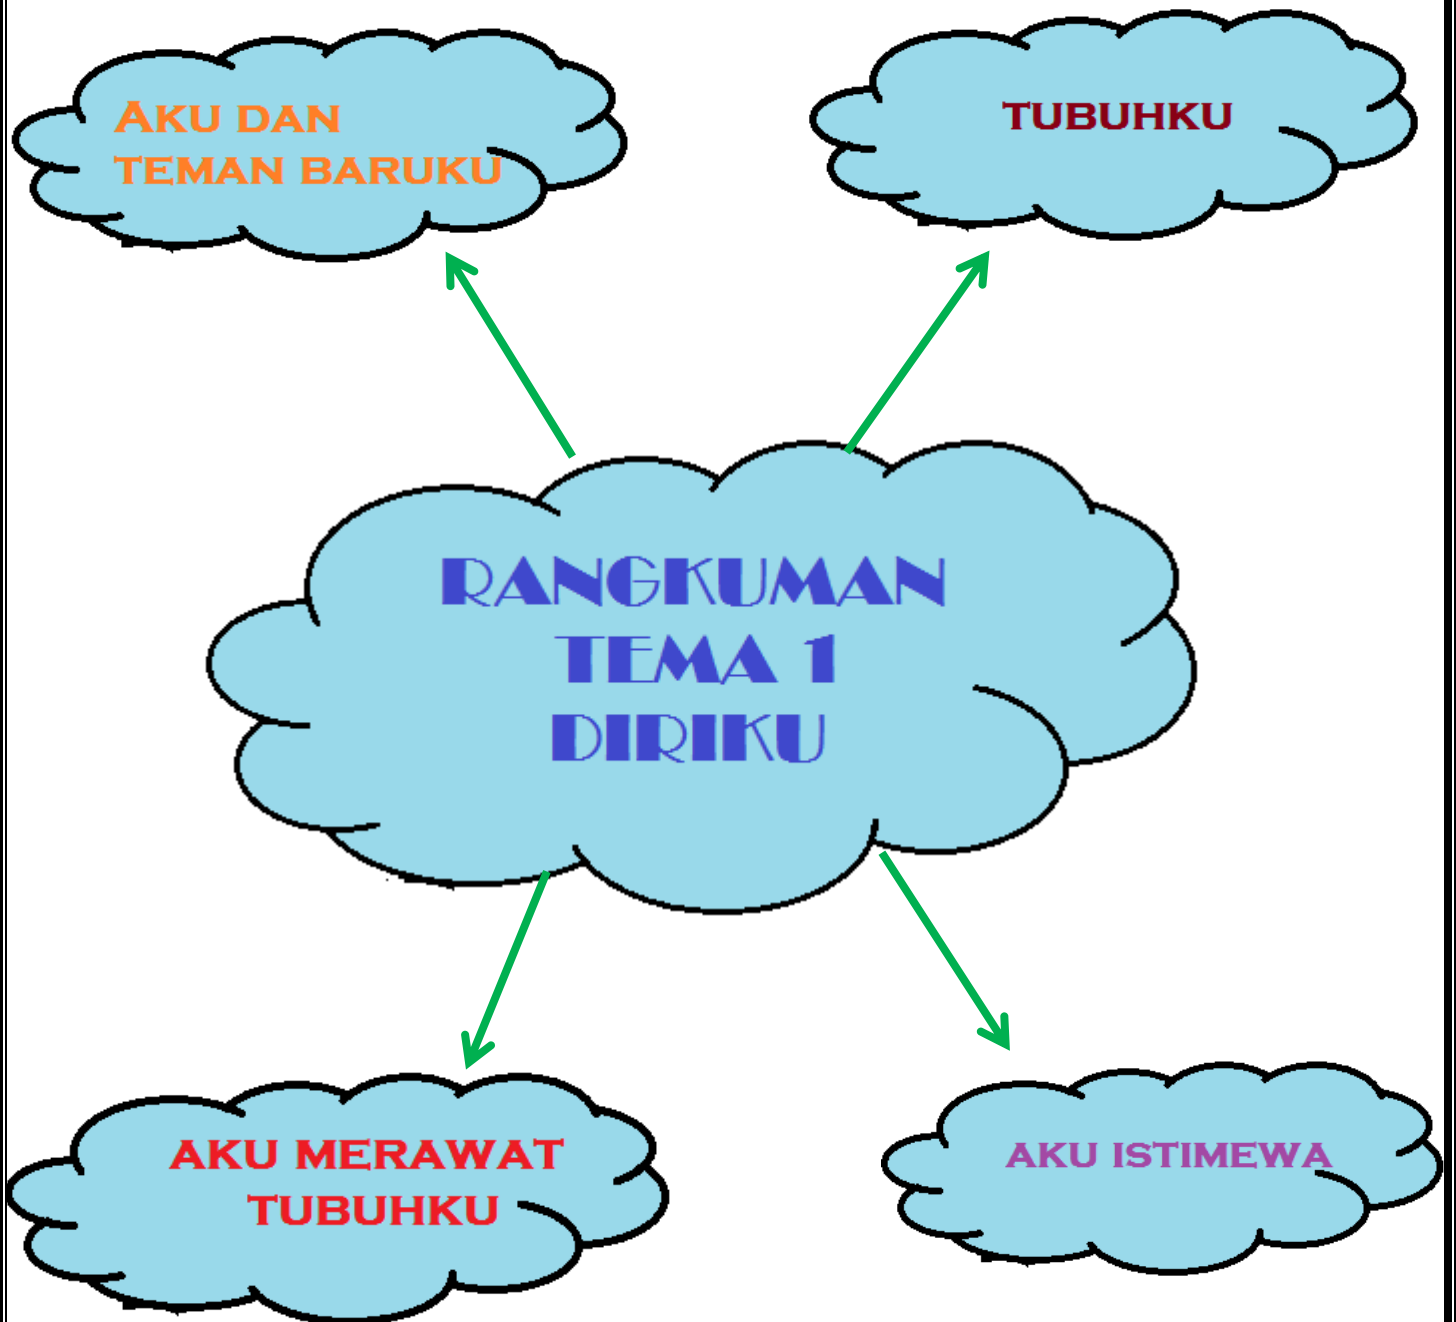 AKU DAN
TEMAN BARUKU
TUBUHKU
RANGKUMAN
TEMA 1
DIRIKU
AKU MERAWAT
TUBUHKU
AKU ISTIMEWA